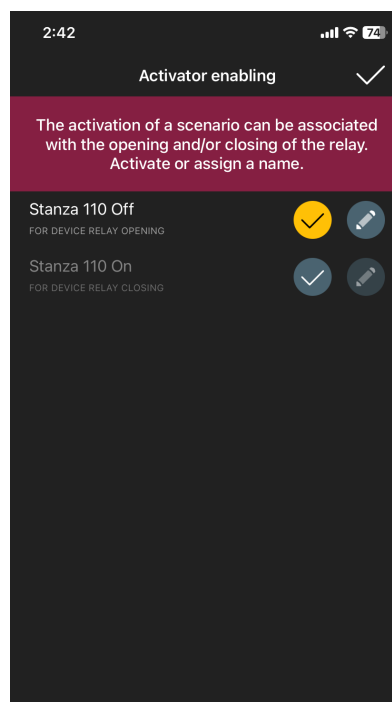 2:42
74
Activator enabling
The activation of a scenario can be associated
with the opening and/or closing of the relay.
Activate or assign a name.
Stanza 110 Off
FOR DEVICE RELAY OPENING
Stanza 110 On
FOR DEVICE RELAY CLOSING